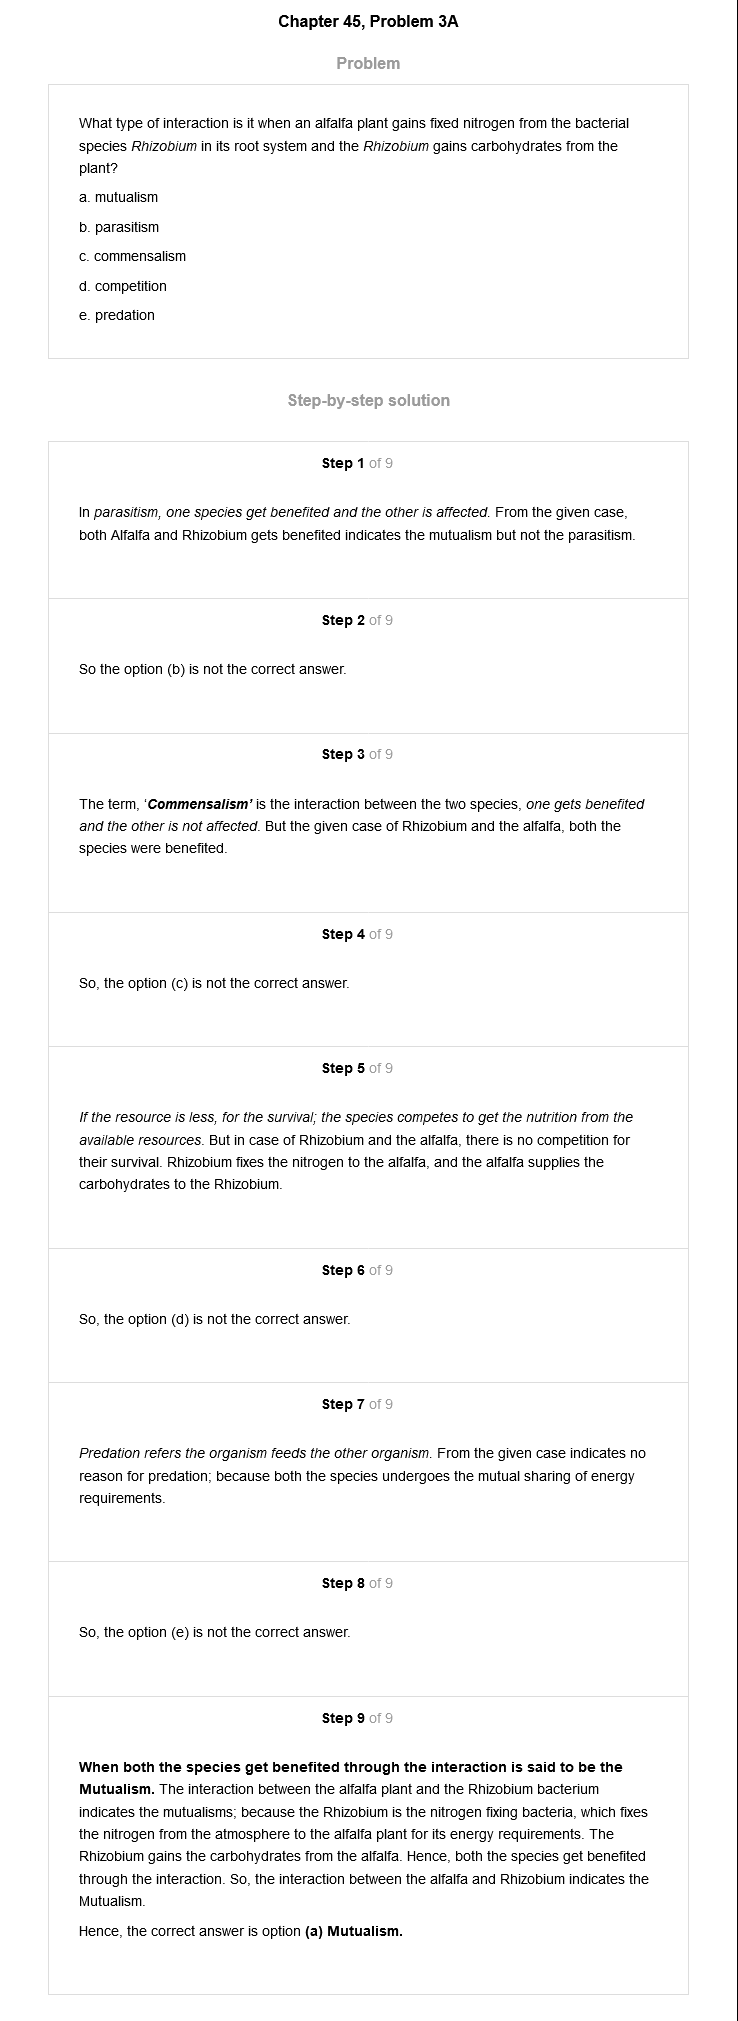 Chapter 45, Problem 3A
Problem
What type of interaction is it when an alfalfa plant gains fixed nitrogen from the bacterial
species Rhizobium in its root system and the Rhizobium gains carbohydrates from the
plant?
a. mutualism
b. parasitism
c. commensalism
d. competition
e. predation
Step-by-step solution
Step 1 of 9
In parasitism, one species get benefited and the other is affected. From the given case,
both Alfalfa and Rhizobium gets benefited indicates the mutualism but not the parasitism.
Step 2 of 9
So the option (b) is not the correct answer.
Step 3 of 9
The term, ‘Commensalism’ is the interaction between the two species, one gets benefited
and the other is not affected. But the given case of Rhizobium and the alfalfa, both the
species were benefited.
Step 4 of 9
So, the option (c) is not the correct answer.
Step 5 of 9
If the resource is less, for the survival; the species competes to get the nutrition from the
available resources. But in case of Rhizobium and the alfalfa, there is no competition for
their survival. Rhizobium fixes the nitrogen to the alfalfa, and the alfalfa supplies the
carbohydrates to the Rhizobium.
Step 6 of 9
So, the option (d) is not the correct answer.
Step 7 of 9
Predation refers the organism feeds the other organism. From the given case indicates no
reason for predation; because both the species undergoes the mutual sharing of energy
requirements.
Step 8 of 9
So, the option (e) is not the correct answer.
Step 9 of 9
When both the species get benefited through the interaction is said to be the
Mutualism. The interaction between the alfalfa plant and the Rhizobium bacterium
indicates the mutualisms; because the Rhizobium is the nitrogen fixing bacteria, which fixes
the nitrogen from the atmosphere to the alfalfa plant for its energy requirements. The
Rhizobium gains the carbohydrates from the alfalfa. Hence, both the species get benefited
through the interaction. So, the interaction between the alfalfa and Rhizobium indicates the
Mutualism.
Hence, the correct answer is option (a) Mutualism.